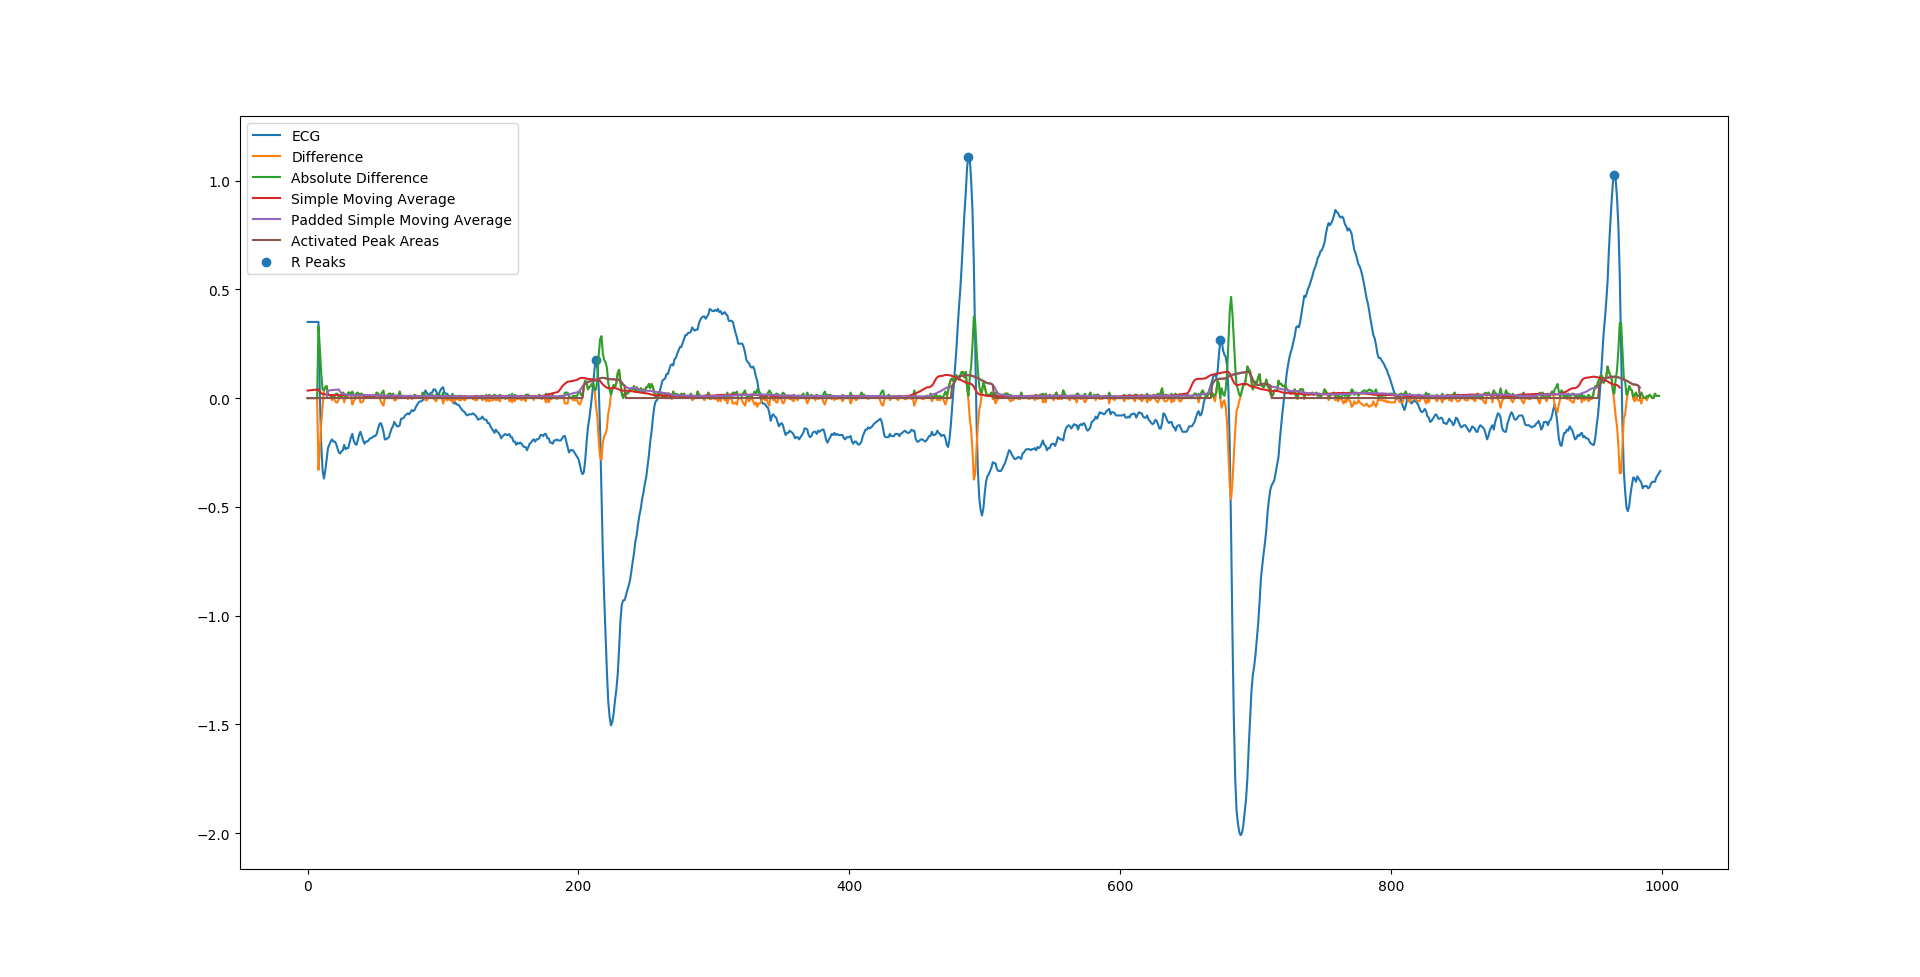 ECG
Difference
Absolute Difference
Simple Moving Average
Padded Simple Moving Average
Activated Peak Areas
R Peaks
1.0
0.5
0.0
−0.5
−1.0
−1.5
−2.0
0 200 400 600 800 1000